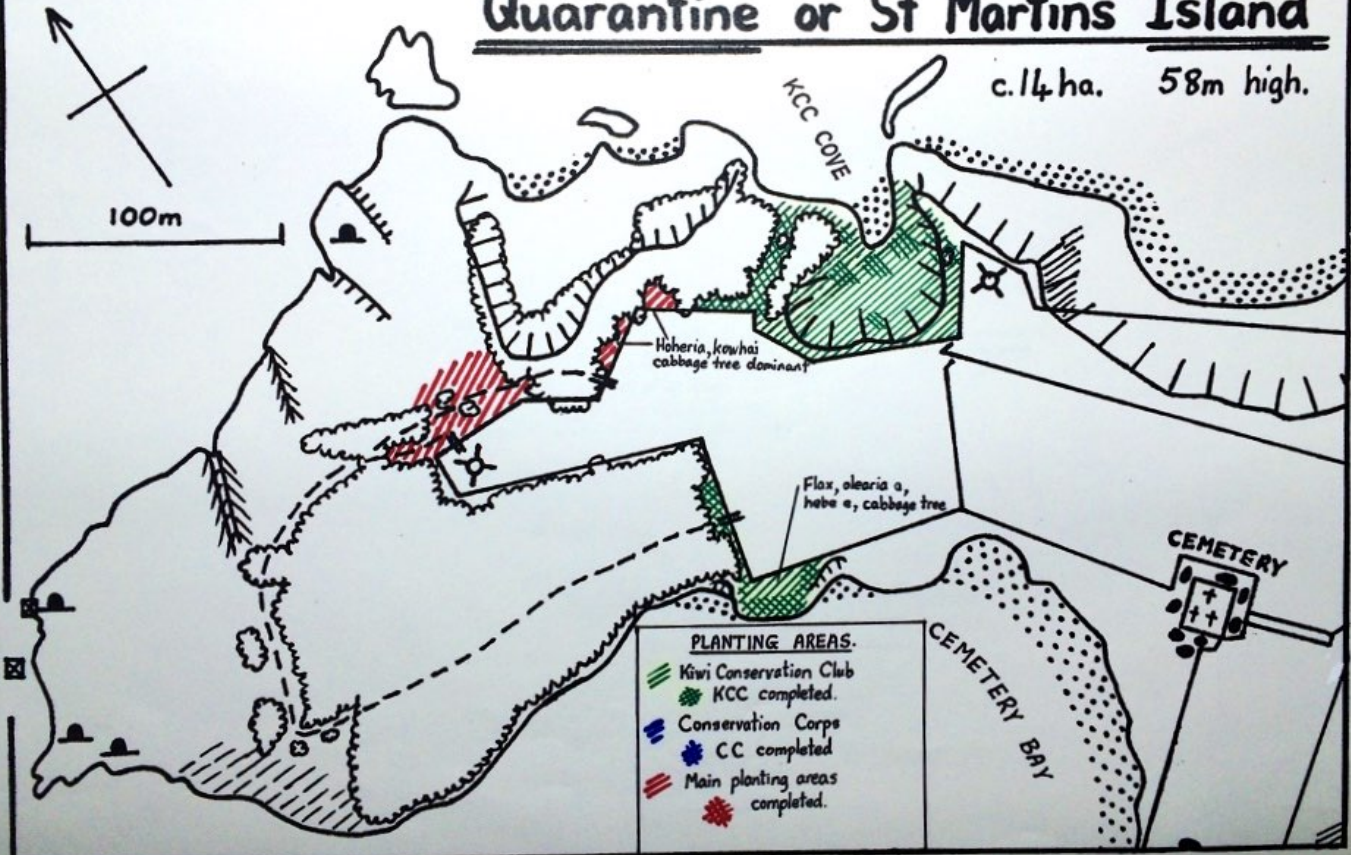 Quarantine or St Martins Island
c.14 ha. 58m high.
KCC COVE
100m
Hoheria, kowhai
cabbage tree dominant
Flax, olearia a,
hebe e, cabbage tree
CEMETERY
CEMETERY BAY
PLANTING AREAS.
Kiwi Conservation Club
KCC completed.
Conservation Corps
CC completed
Main planting areas
completed.